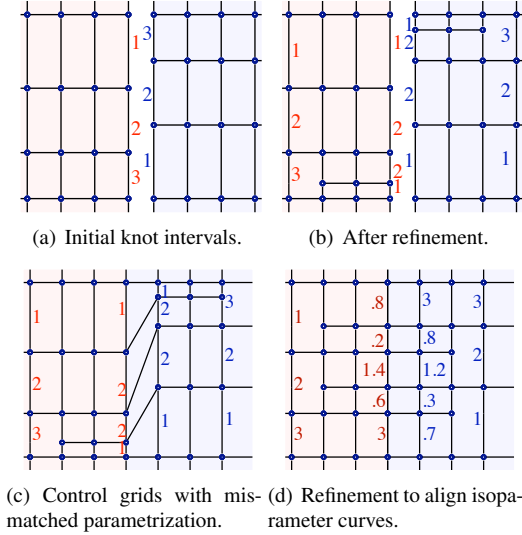 1 3
2
2
1
3
(a) Initial knot intervals.
1 1 1 3
2
2 2 2
3 2 1
1
(b) After refinement.
1 1 1
2 3
2 2 2 2
3 2 1 1
1
(c) Control grids with mis-
matched parametrization.
1 .8 3 3
.2 .8
2 1.4 1.2 2
.6 .3 1
3 3 .7
(d) Refinement to align isopa-
rameter curves.